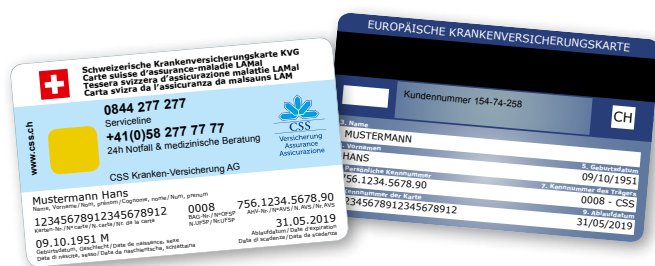 Schweizerische Krankenversicherungskarte KVG
Carte suisse d'assurance-maladie LAMal
Tessera svizzera d'assicurazione malattie LAMal
Carta svizra da l'assicuranza da malsauns LAM
www.css.ch
0844 277 277
Serviceline
+41(0)58 277 77 77
24h Notfall & medizinische Beratung
CSS Kranken-Versicherung AG
CSS
Versicherung
Assurance
Assicurazione
Mustermann Hans
Name, Vorname/Nom, prénom/Cognome, nome/Num, prenum
12345678912345678912 0008 756.1234.5678.90
Karten-Nr./N° carte/N. carta/Nr. de la carte BAG-Nr./N°OFSP AHV-Nr./N°AVS/N. AVS/Nr. AVS
N.UFSP/Nr.UFSP
09.10.1951 M 31.05.2019
Geburtsdatum, Geschlecht/Date de naissance, sexe Ablaufdatum/Date d'expiration
Data di nascita, sesso/Data da naschientscha, schlattaina Data di scadenza/Data da scadenza
EUROPÄISCHE KRANKENVERSICHERUNGSKARTE
Kundennummer 154-74-258
CH
3. Name
MUSTERMANN
Vornamen 5. Geburtsdatum
HANS 09/10/1951
Persönliche Kennnummer 7. Kennnummer des Trägers
756.1234.5678.90 0008 - CSS
Kennnummer der Karte 9. Ablaufdatum
12345678912345678912 31/05/2019